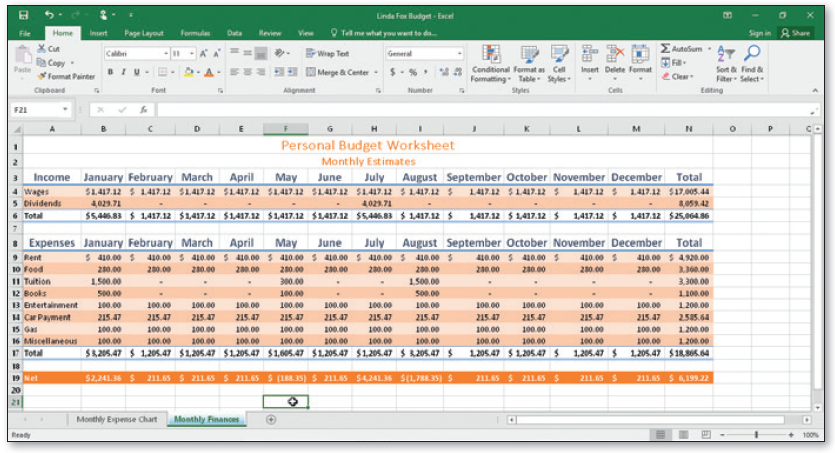 Linda Fox Budget - Excel
File Home Insert Page Layout Formulas Data Review View Tell me what you want to do... Sign in Share
Cut
Copy
Format Painter
Paste
Calibri 11
B I U
Wrap Text
Merge & Center
General
$ - % ,
Conditional Formatting
Format as Table
Cell Styles
Insert Delete Format
AutoSum
Fill
Clear
Sort & Filter
Find & Select
Clipboard Font Alignment Number Styles Cells Editing
F21 fx
A B C D E F G H I J K L M N O P
1 Personal Budget Worksheet
2 Monthly Estimates
3 Income January February March April May June July August September October November December Total
4 Wages $1,417.12 $ 1,417.12 $1,417.12 $1,417.12 $1,417.12 $1,417.12 $1,417.12 $ 1,417.12 $ 1,417.12 $ 1,417.12 $ 1,417.12 $ 1,417.12 $17,005.44
5 Dividends 4,029.71 - - - - - 4,029.71 - - - - - 8,059.42
6 Total $5,446.83 $ 1,417.12 $1,417.12 $1,417.12 $1,417.12 $1,417.12 $5,446.83 $ 1,417.12 $ 1,417.12 $ 1,417.12 $ 1,417.12 $ 1,417.12 $25,064.86
7
8 Expenses January February March April May June July August September October November December Total
9 Rent $ 410.00 $ 410.00 $ 410.00 $ 410.00 $ 410.00 $ 410.00 $ 410.00 $ 410.00 $ 410.00 $ 410.00 $ 410.00 $ 410.00 $ 4,920.00
10 Food 280.00 280.00 280.00 280.00 280.00 280.00 280.00 280.00 280.00 280.00 280.00 280.00 3,360.00
11 Tuition 1,500.00 - - - 300.00 - - 1,500.00 - - - - 3,300.00
12 Books 500.00 - - - 100.00 - - 500.00 - - - - 1,100.00
13 Entertainment 100.00 100.00 100.00 100.00 100.00 100.00 100.00 100.00 100.00 100.00 100.00 100.00 1,200.00
14 Car Payment 215.47 215.47 215.47 215.47 215.47 215.47 215.47 215.47 215.47 215.47 215.47 215.47 2,585.64
15 Gas 100.00 100.00 100.00 100.00 100.00 100.00 100.00 100.00 100.00 100.00 100.00 100.00 1,200.00
16 Miscellaneous 100.00 100.00 100.00 100.00 100.00 100.00 100.00 100.00 100.00 100.00 100.00 100.00 1,200.00
17 Total $3,205.47 $ 1,205.47 $1,205.47 $1,205.47 $1,605.47 $1,205.47 $1,205.47 $ 3,205.47 $ 1,205.47 $ 1,205.47 $ 1,205.47 $ 1,205.47 $18,865.64
18
19 Net $2,241.36 $ 211.65 $ 211.65 $ 211.65 $ (188.35) $ 211.65 $4,241.36 $(1,788.35) $ 211.65 $ 211.65 $ 211.65 $ 211.65 $ 6,199.22
20
21
Monthly Expense Chart Monthly Finances
Ready 100%